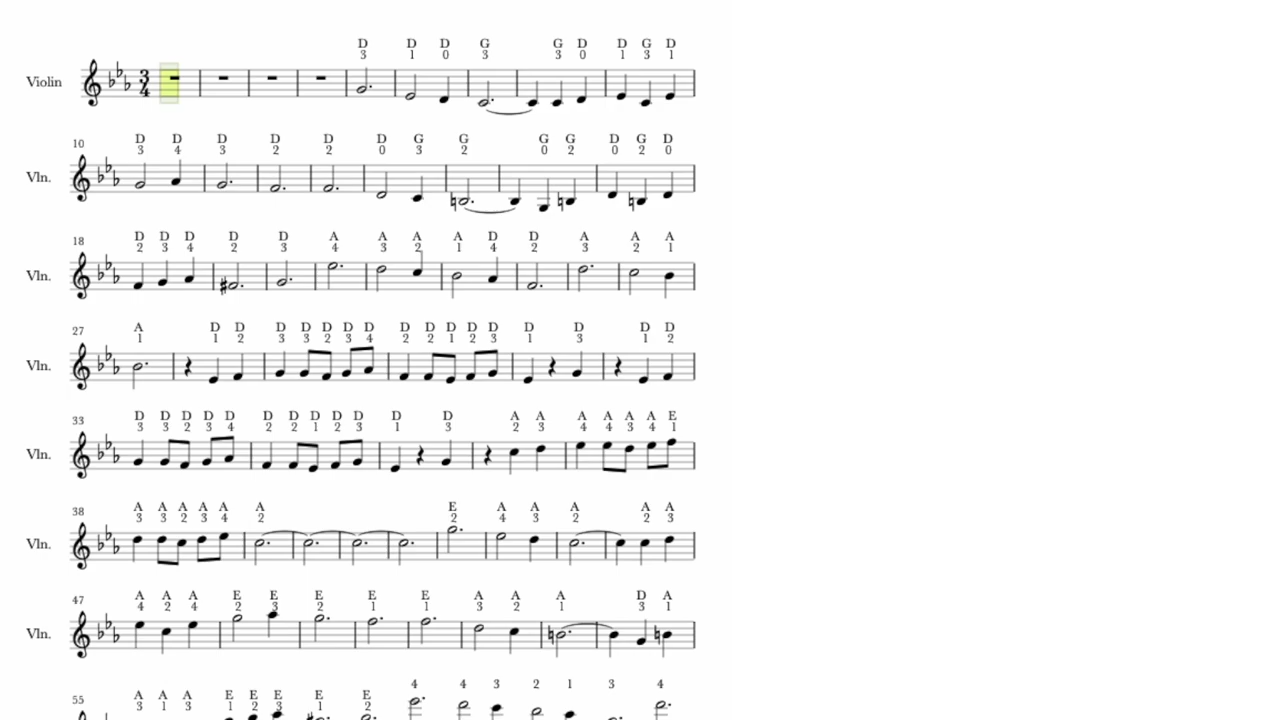 D D D G G D D G D
3 1 0 3 3 0 1 3 1
Violin 3
4
D D D D D D G G G G D G D
10 3 4 3 2 2 0 3 2 0 2 0 2 0
Vln.
D D D D D A A A A D D A A A
18 2 3 4 2 3 4 3 2 1 4 2 3 2 1
Vln.
A D D D D D D D D D D D D D D D D
27 1 1 2 3 3 2 3 4 2 2 1 2 3 1 3 1 2
Vln.
D D D D D D D D D D D D A A A A A A E
33 3 3 2 3 4 2 2 1 2 3 1 3 2 3 4 4 3 4 1
Vln.
A A A A A A E A A A A A
38 3 3 2 3 4 2 2 4 3 2 2 3
Vln.
A A A E E E E E A A A D A
47 4 2 4 2 3 2 1 1 3 2 1 3 1
Vln.
A A A E E E E E 4 4 3 2 1 3 4
55 3 1 3 1 2 3 1 2